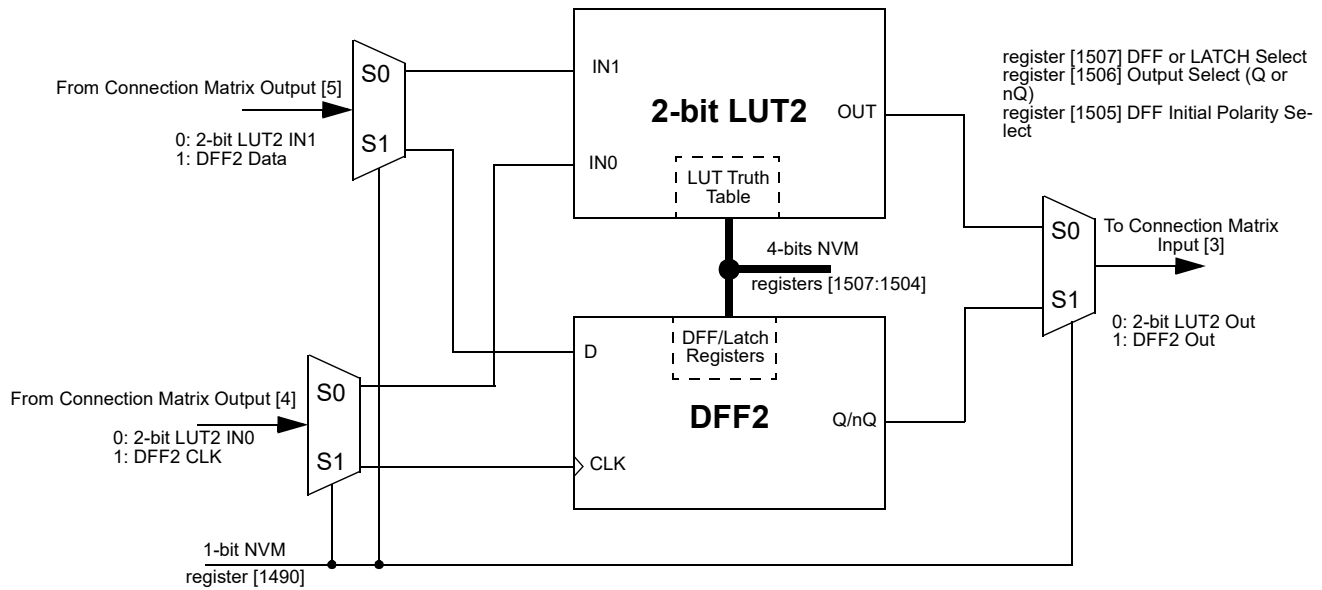 From Connection Matrix Output [5]
0: 2-bit LUT2 IN1
1: DFF2 Data
S0
S1
IN1
2-bit LUT2
OUT
IN0
LUT Truth
Table
register [1507] DFF or LATCH Select
register [1506] Output Select (Q or
nQ)
register [1505] DFF Initial Polarity Se-
lect
4-bits NVM
registers [1507:1504]
S0
S1
To Connection Matrix
Input [3]
0: 2-bit LUT2 Out
1: DFF2 Out
DFF/Latch
Registers
D
DFF2
Q/nQ
CLK
From Connection Matrix Output [4]
0: 2-bit LUT2 IN0
1: DFF2 CLK
S0
S1
1-bit NVM
register [1490]